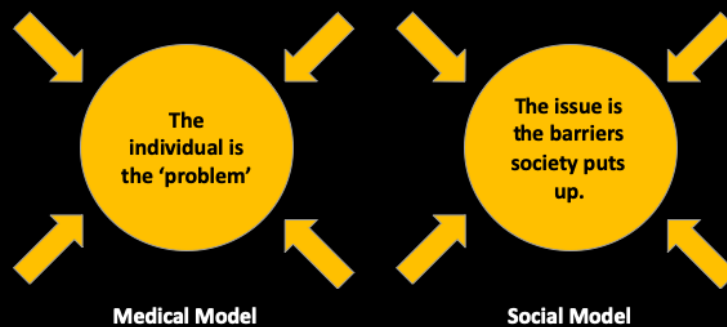 The
individual is
the ‘problem’
The issue is
the barriers
society puts
up.
Medical Model
Social Model